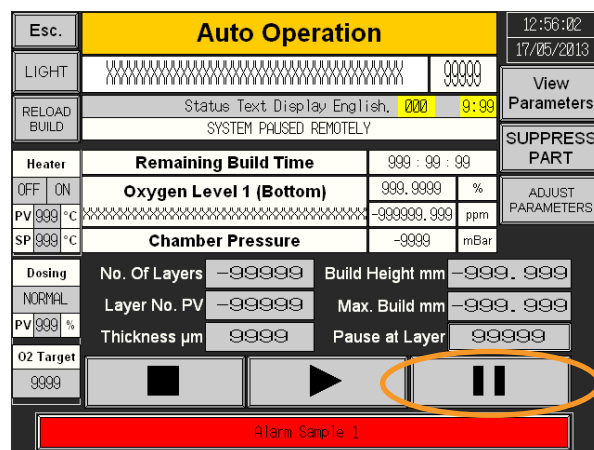 Esc.
Auto Operation
12:56:02
17/05/2013
LIGHT
XXXXXXXXXXXXXXXXXXXXXXXXXXXXXXXX 99999
View
Parameters
RELOAD
BUILD
Status Text Display English. 000 9:99
SYSTEM PAUSED REMOTELY
SUPPRESS
PART
Heater
Remaining Build Time 999 : 99 : 99
OFF ON
Oxygen Level 1 (Bottom) 999.9999 %
ADJUST
PARAMETERS
PV 999 °C
XXXXXXXXXXXXXXXXXXXXXXXXXXXXXXXX -999999.999 ppm
SP 999 °C
Chamber Pressure -9999 mBar
Dosing
No. Of Layers -99999 Build Height mm -999.999
NORMAL
Layer No. PV -99999 Max. Build mm -999.999
PV 999 %
Thickness µm 9999 Pause at Layer 99999
O2 Target
9999
Alarm Sample 1